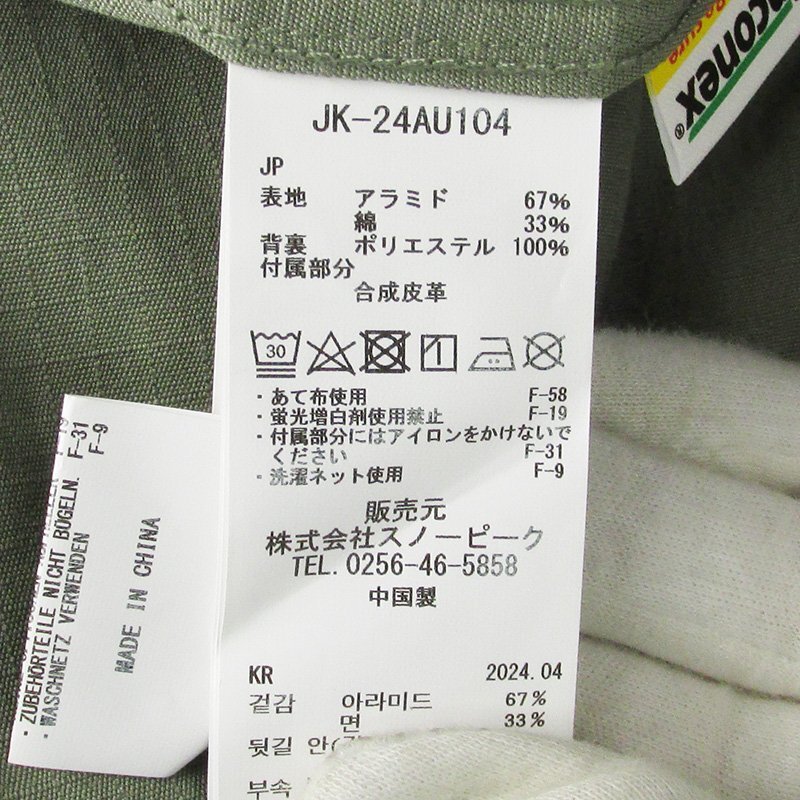 JK-24AU104
JP
表地 アラミド 67%
綿 33%
背裏 ポリエステル 100%
付属部分
合成皮革
30
・あて布使用 F-58
・蛍光増白剤使用禁止 F-19
・付属部分にはアイロンをかけないで
ください F-31
・洗濯ネット使用 F-9
販売元
株式会社スノーピーク
TEL. 0256-46-5858
中国製
KR 2024.04
겉감 아라미드 67%
면 33%
뒷길 안
부속
F-31
· ZUBEHÖRTEILE NICHT BÜGELN.
F-9
· WASCHNETZ VERWENDEN
MADE IN CHINA
conex®